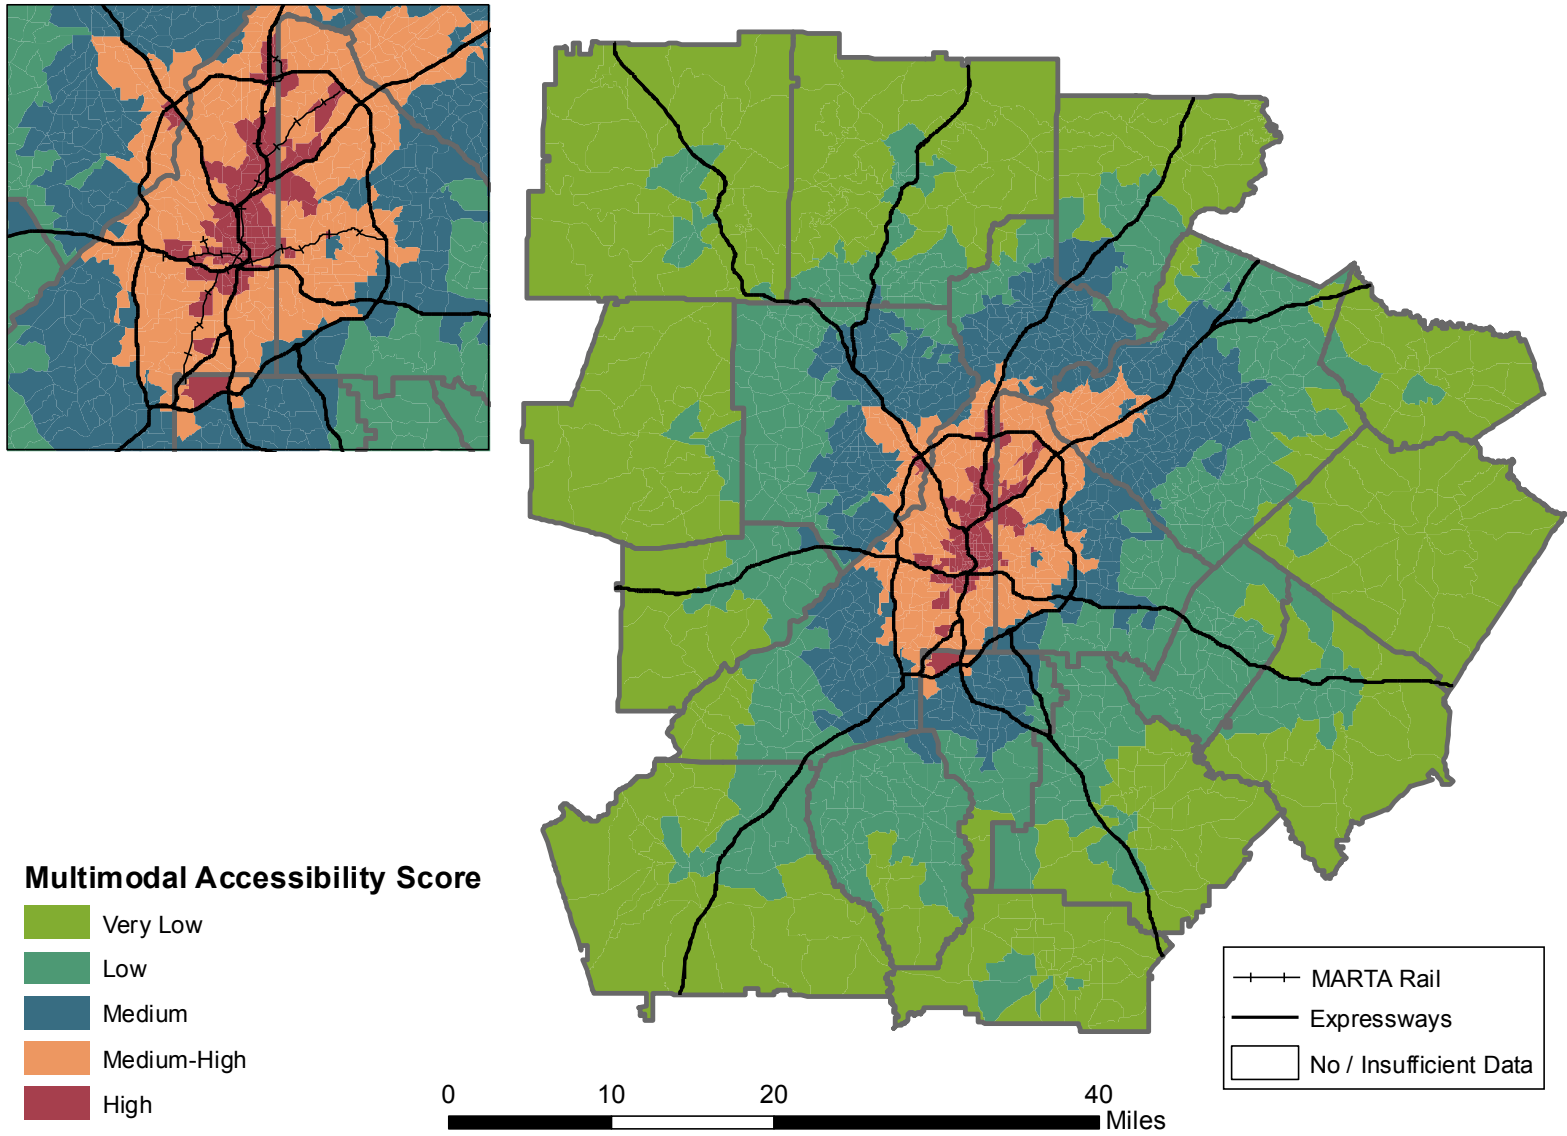 Multimodal Accessibility Score
Very Low
Low
Medium
Medium-High
High
0 10 20 40
Miles
MARTA Rail
Expressways
No / Insufficient Data